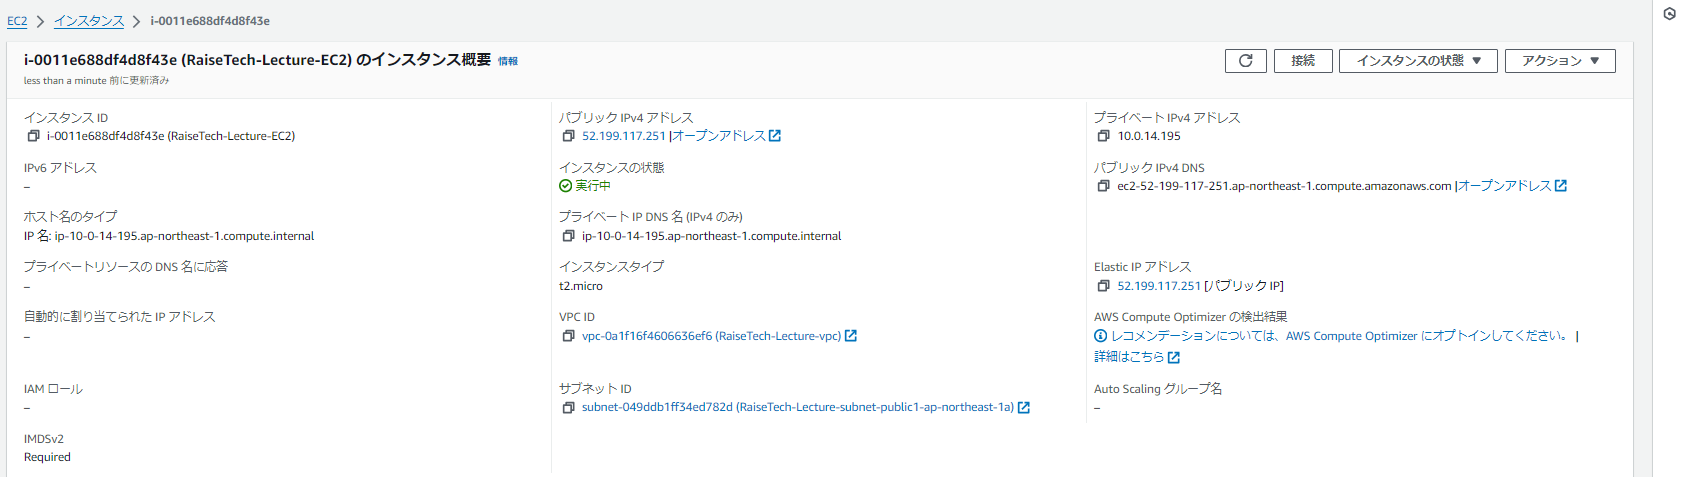 EC2 > インスタンス > i-0011e688df4d8f43e
i-0011e688df4d8f43e (RaiseTech-Lecture-EC2) のインスタンス概要 情報
less than a minute 前に更新済み
接続
インスタンスの状態 ▼
アクション ▼
インスタンス ID
i-0011e688df4d8f43e (RaiseTech-Lecture-EC2)
パブリック IPv4 アドレス
52.199.117.251 |オープンアドレス
プライベート IPv4 アドレス
10.0.14.195
IPv6 アドレス
–
インスタンスの状態
実行中
パブリック IPv4 DNS
ec2-52-199-117-251.ap-northeast-1.compute.amazonaws.com |オープンアドレス
ホスト名のタイプ
IP 名: ip-10-0-14-195.ap-northeast-1.compute.internal
プライベート IP DNS 名 (IPv4 のみ)
ip-10-0-14-195.ap-northeast-1.compute.internal
プライベートリソースの DNS 名に応答
–
インスタンスタイプ
t2.micro
Elastic IP アドレス
52.199.117.251 [パブリック IP]
自動的に割り当てられた IP アドレス
–
VPC ID
vpc-0a1f16f4606636ef6 (RaiseTech-Lecture-vpc)
AWS Compute Optimizer の検出結果
レコメンデーションについては、AWS Compute Optimizer にオプトインしてください。 |
詳細はこちら
IAM ロール
–
サブネット ID
subnet-049ddb1ff34ed782d (RaiseTech-Lecture-subnet-public1-ap-northeast-1a)
Auto Scaling グループ名
–
IMDSv2
Required